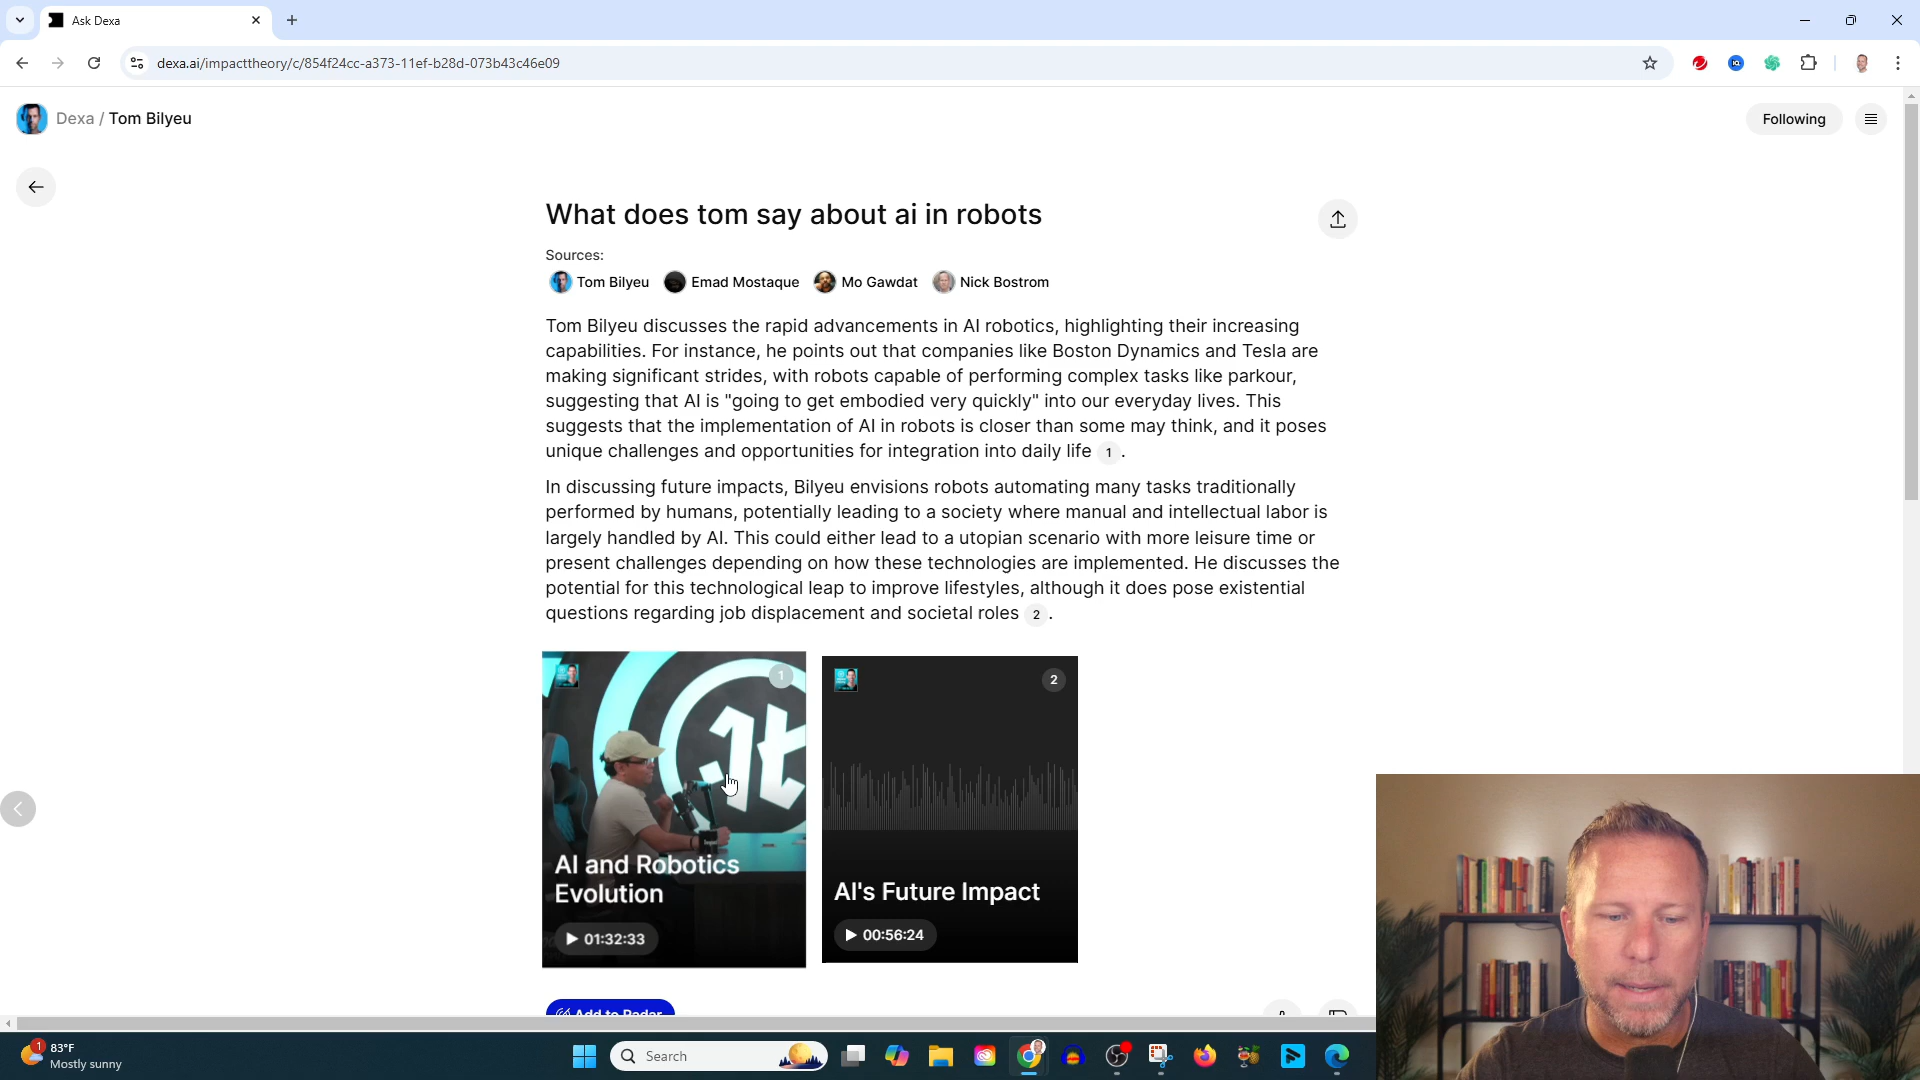 Ask Dexa
dexa.ai/impacttheory/c/854f24cc-a373-11ef-b28d-073b43c46e09
Dexa / Tom Bilyeu
Following
What does tom say about ai in robots
Sources:
Tom Bilyeu Emad Mostaque Mo Gawdat Nick Bostrom
Tom Bilyeu discusses the rapid advancements in AI robotics, highlighting their increasing
capabilities. For instance, he points out that companies like Boston Dynamics and Tesla are
making significant strides, with robots capable of performing complex tasks like parkour,
suggesting that AI is "going to get embodied very quickly" into our everyday lives. This
suggests that the implementation of AI in robots is closer than some may think, and it poses
unique challenges and opportunities for integration into daily life 1 .
In discussing future impacts, Bilyeu envisions robots automating many tasks traditionally
performed by humans, potentially leading to a society where manual and intellectual labor is
largely handled by AI. This could either lead to a utopian scenario with more leisure time or
present challenges depending on how these technologies are implemented. He discusses the
potential for this technological leap to improve lifestyles, although it does pose existential
questions regarding job displacement and societal roles 2 .
1
AI and Robotics
Evolution
01:32:33
2
AI's Future Impact
00:56:24
Add to Radar
1
83°F
Mostly sunny
Search